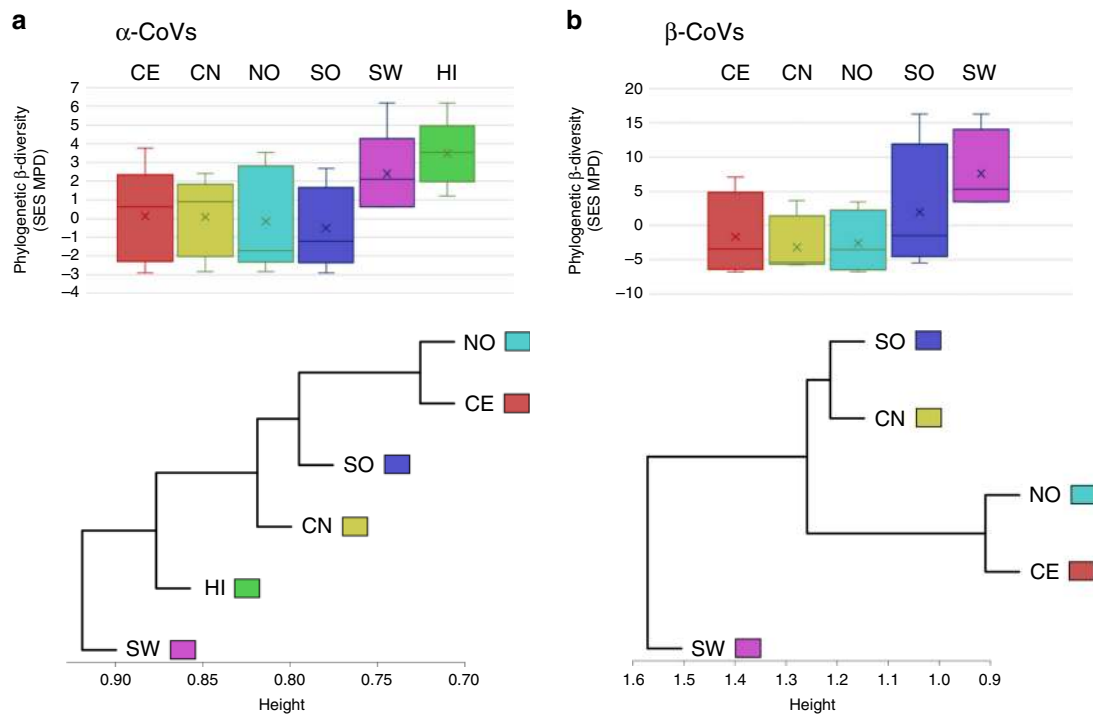 a
α-CoVs
CE CN NO SO SW HI
7
6
5
4
3
2
1
0
–1
–2
–3
–4
Phylogenetic β-diversity
(SES MPD)
NO
CE
SO
CN
HI
SW
0.90 0.85 0.80 0.75 0.70
Height
b
β-CoVs
CE CN NO SO SW
20
15
10
5
0
–5
–10
Phylogenetic β-diversity
(SES MPD)
SO
CN
NO
CE
SW
1.6 1.5 1.4 1.3 1.2 1.1 1.0 0.9
Height